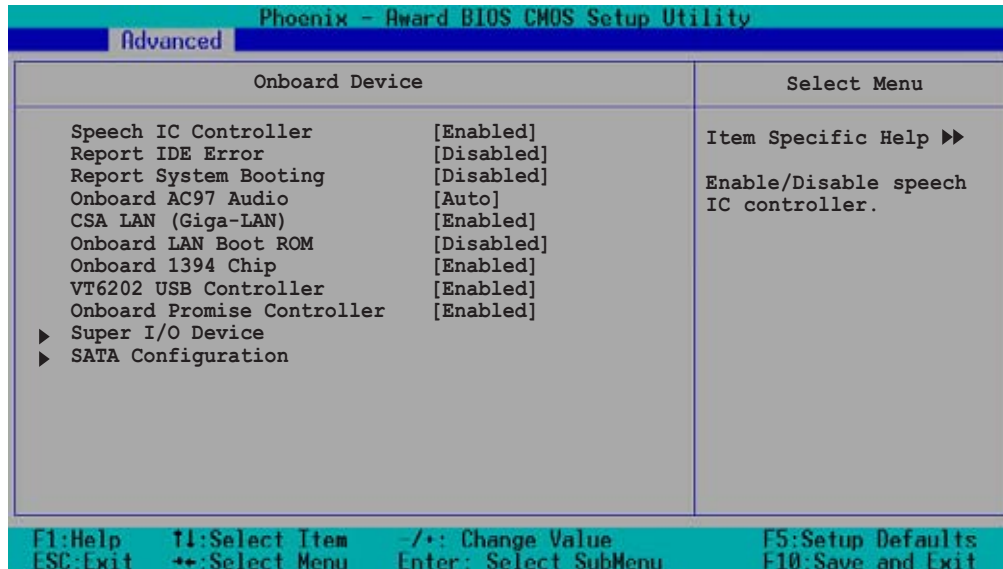 Phoenix - Award BIOS CMOS Setup Utility
Advanced
Onboard Device
Select Menu
Speech IC Controller [Enabled]
Report IDE Error [Disabled]
Report System Booting [Disabled]
Onboard AC97 Audio [Auto]
CSA LAN (Giga-LAN) [Enabled]
Onboard LAN Boot ROM [Disabled]
Onboard 1394 Chip [Enabled]
VT6202 USB Controller [Enabled]
Onboard Promise Controller [Enabled]
▶ Super I/O Device
▶ SATA Configuration
Item Specific Help ▶▶
Enable/Disable speech
IC controller.
F1:Help ↑↓:Select Item -/+: Change Value F5:Setup Defaults
ESC:Exit →←:Select Menu Enter: Select SubMenu F10:Save and Exit